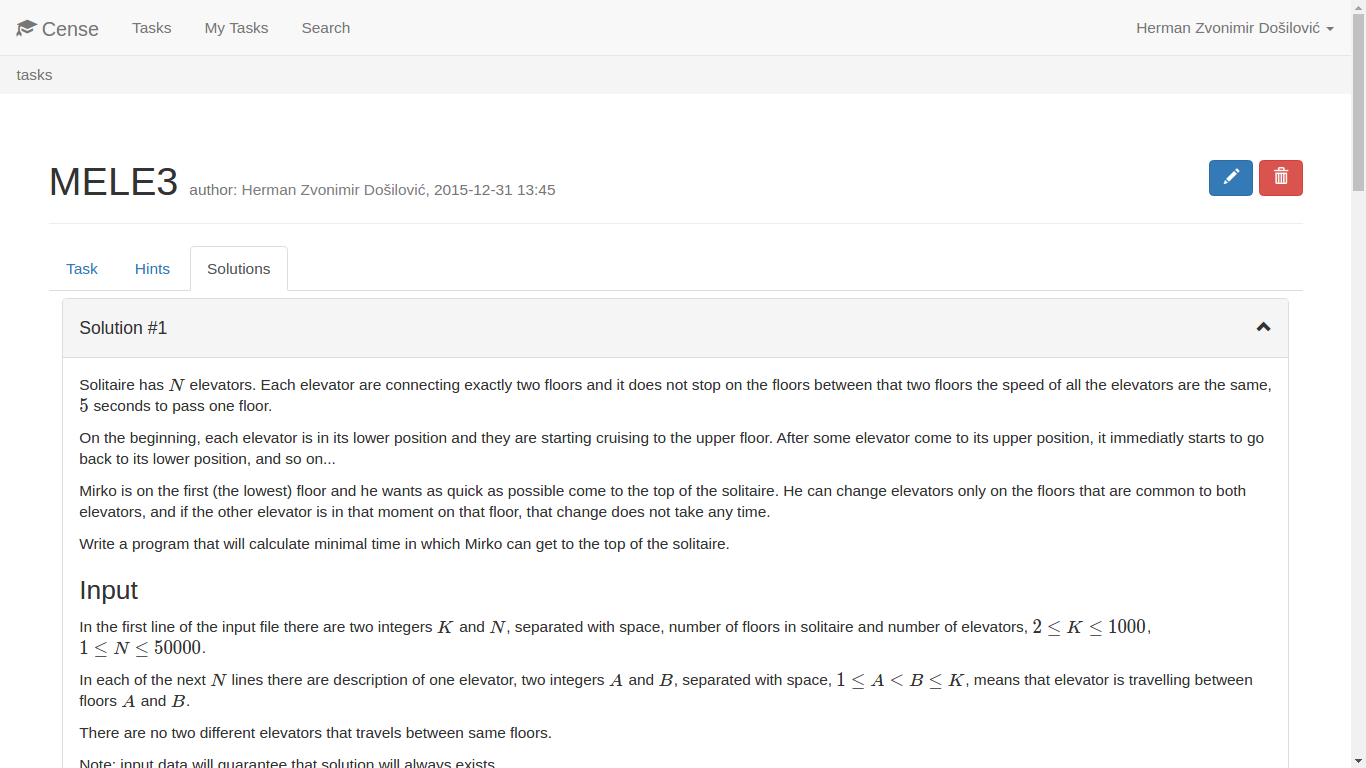 Cense Tasks My Tasks Search Herman Zvonimir Došilović
tasks
MELE3 author: Herman Zvonimir Došilović, 2015-12-31 13:45
Task Hints Solutions
Solution #1
Solitaire has N elevators. Each elevator are connecting exactly two floors and it does not stop on the floors between that two floors the speed of all the elevators are the same,
5 seconds to pass one floor.
On the beginning, each elevator is in its lower position and they are starting cruising to the upper floor. After some elevator come to its upper position, it immediatly starts to go
back to its lower position, and so on...
Mirko is on the first (the lowest) floor and he wants as quick as possible come to the top of the solitaire. He can change elevators only on the floors that are common to both
elevators, and if the other elevator is in that moment on that floor, that change does not take any time.
Write a program that will calculate minimal time in which Mirko can get to the top of the solitaire.
Input
In the first line of the input file there are two integers K and N, separated with space, number of floors in solitaire and number of elevators, 2 ≤ K ≤ 1000,
1 ≤ N ≤ 50000.
In each of the next N lines there are description of one elevator, two integers A and B, separated with space, 1 ≤ A < B ≤ K, means that elevator is travelling between
floors A and B.
There are no two different elevators that travels between same floors.
Note: input data will guarantee that solution will always exists.